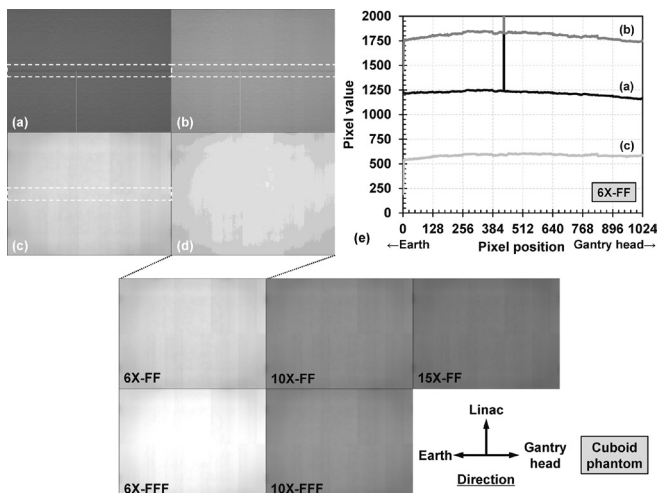 (a)
(b)
(c)
(d)
(e)
Pixel value
2000
1750
1500
1250
1000
750
500
250
0
(b)
(a)
(c)
6X-FF
0 128 256 384 512 640 768 896 1024
←Earth Pixel position Gantry head→
6X-FF
10X-FF
15X-FF
6X-FFF
10X-FFF
Linac
Earth
Gantry head
Direction
Cuboid phantom